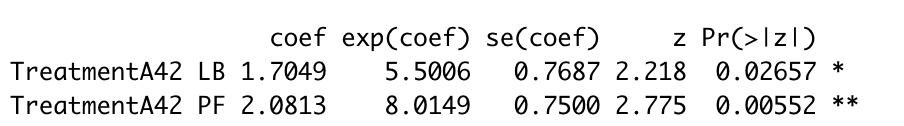 coef exp(coef) se(coef) z Pr(>|z|)
TreatmentA42 LB 1.7049 5.5006 0.7687 2.218 0.02657 *
TreatmentA42 PF 2.0813 8.0149 0.7500 2.775 0.00552 **